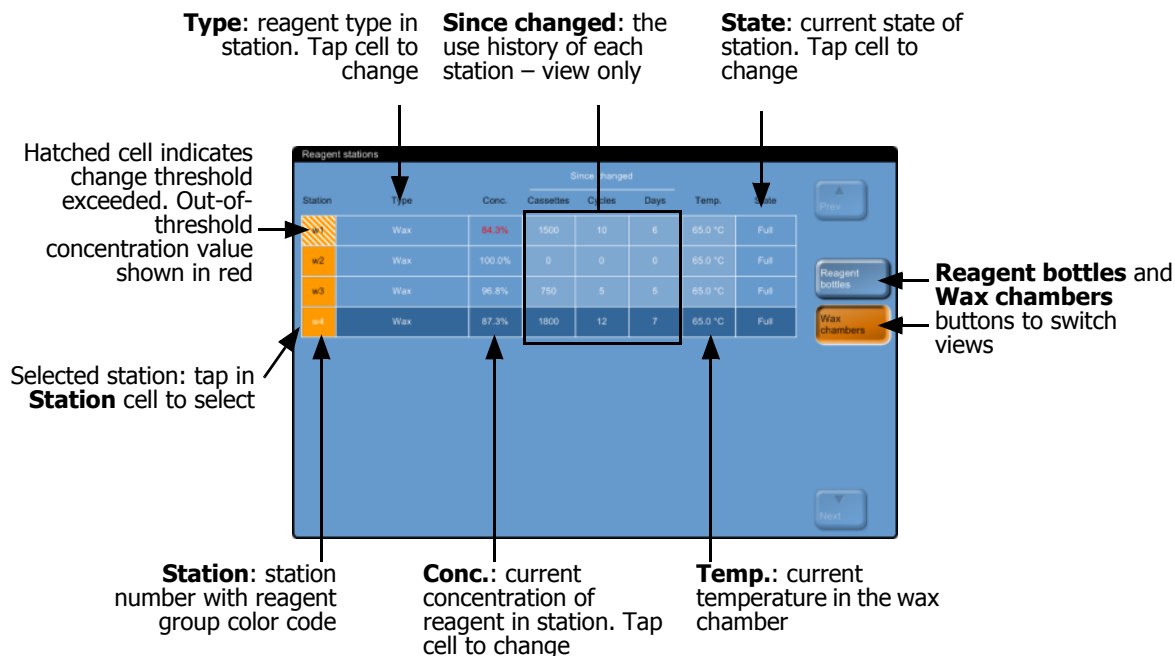 Type: reagent type in
station. Tap cell to
change
Since changed: the
use history of each
station – view only
State: current state of
station. Tap cell to
change
Hatched cell indicates
change threshold
exceeded. Out-of-
threshold
concentration value
shown in red
Selected station: tap in
Station cell to select
Reagent stations
Since changed
Station Type Conc. Cassettes Cycles Days Temp. State
w1 Wax 84.3% 1500 10 6 65.0 °C Full
w2 Wax 100.0% 0 0 0 65.0 °C Full
w3 Wax 96.8% 750 5 5 65.0 °C Full
w4 Wax 87.3% 1800 12 7 65.0 °C Full
Prev
Reagent
bottles
Wax
chambers
Next
Reagent bottles and
Wax chambers
buttons to switch
views
Station: station
number with reagent
group color code
Conc.: current
concentration of
reagent in station. Tap
cell to change
Temp.: current
temperature in the wax
chamber